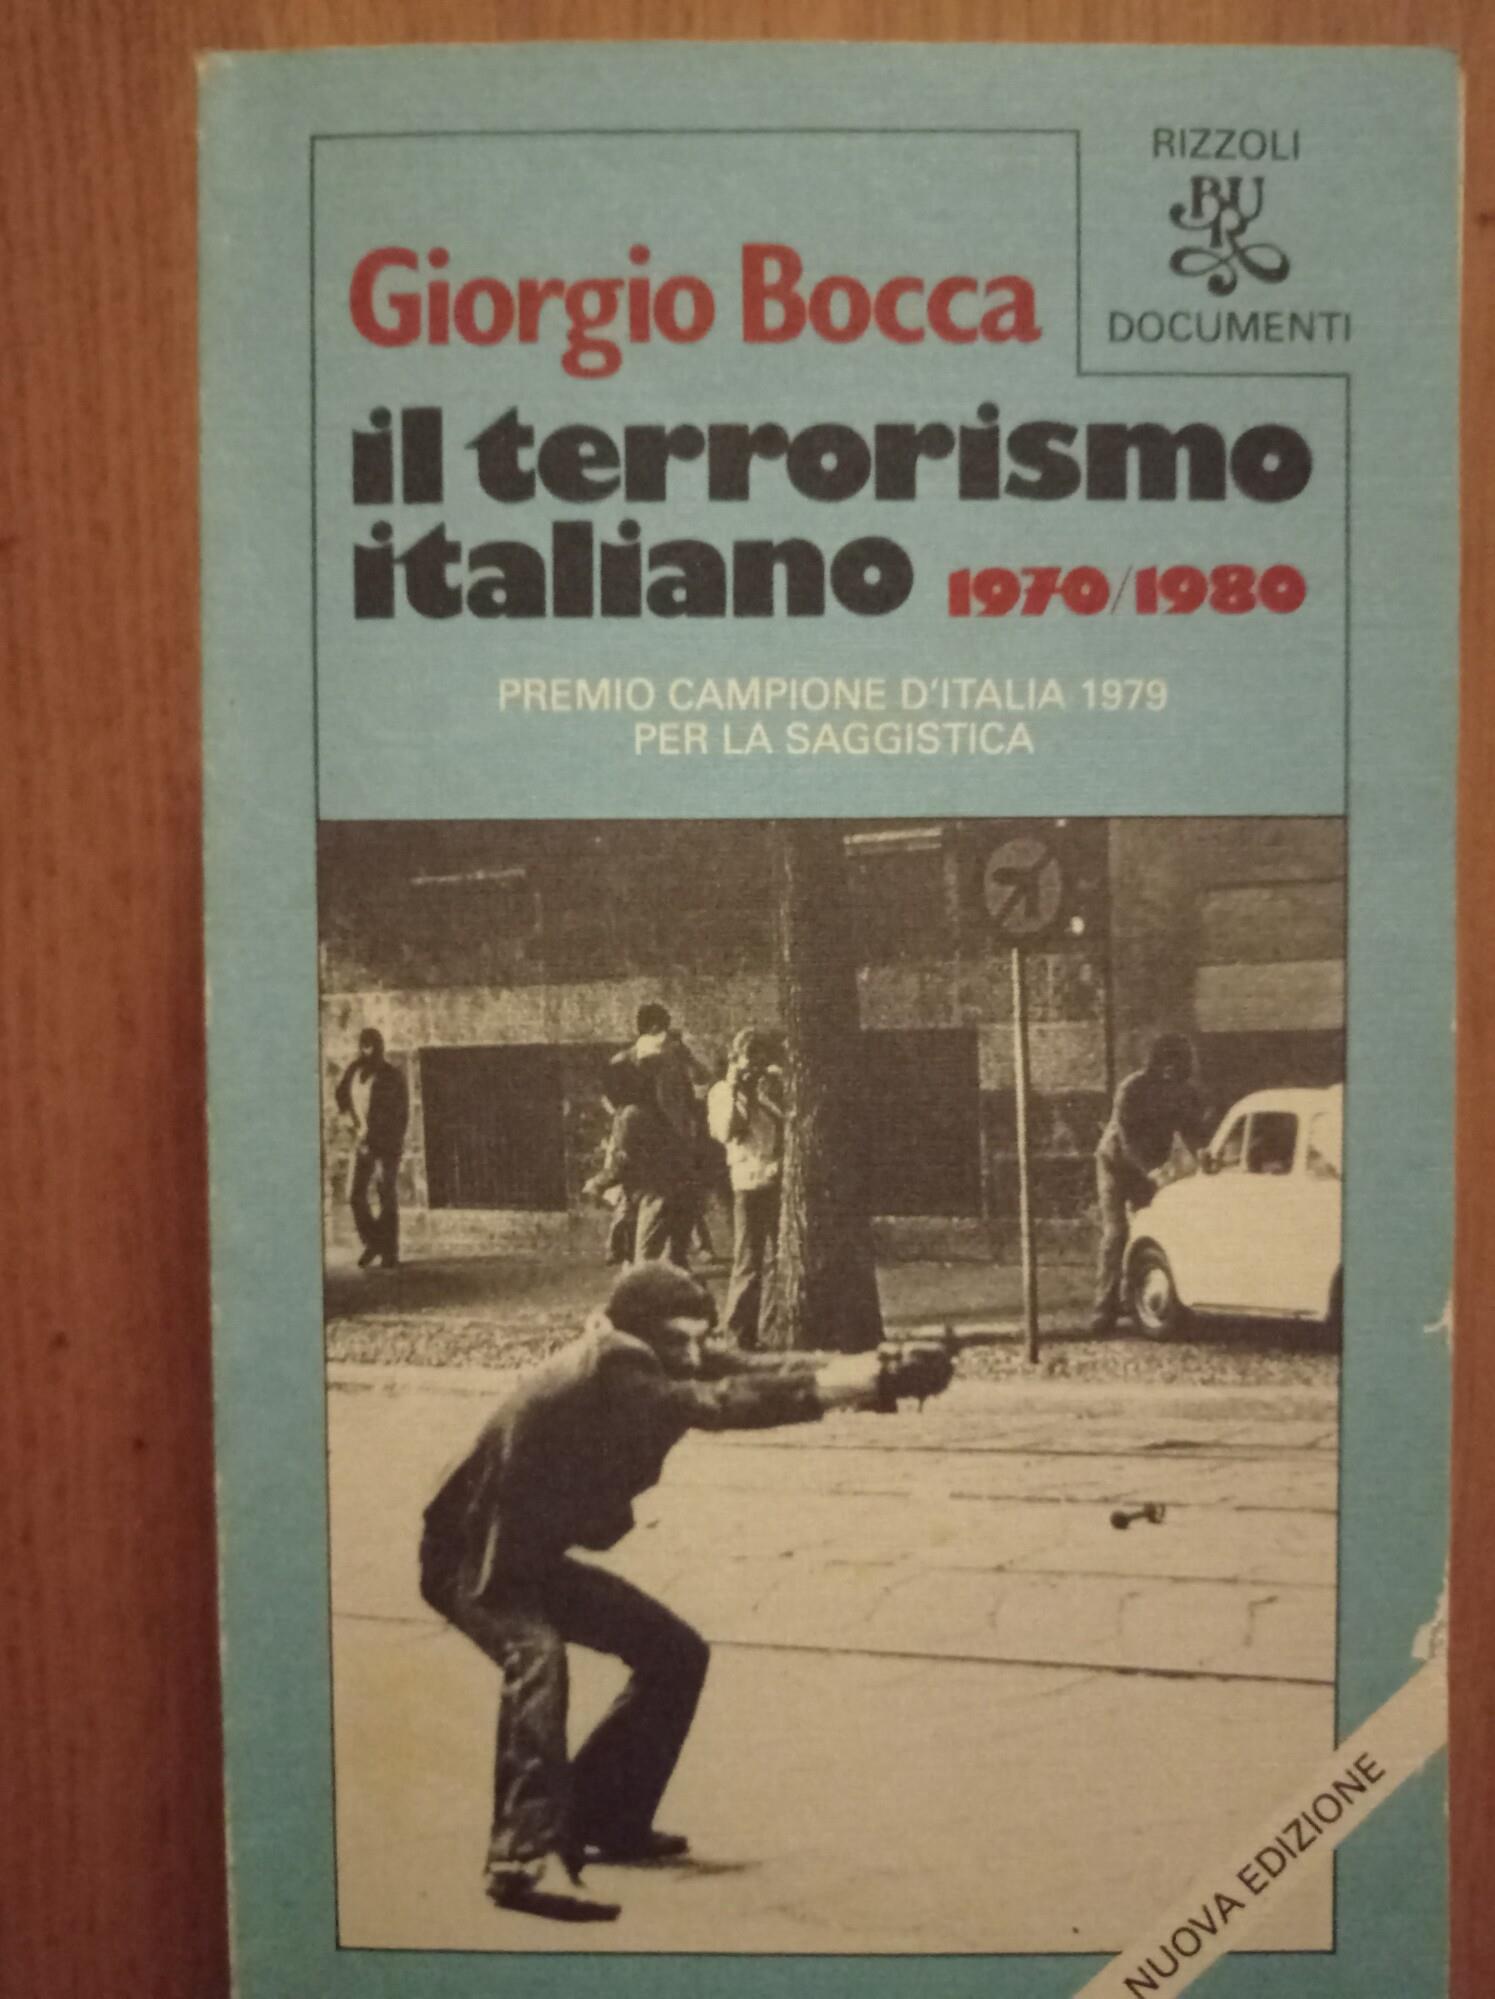 RIZZOLI
BUR
DOCUMENTI
Giorgio Bocca
il terrorismo
italiano 1970/1980
PREMIO CAMPIONE D'ITALIA 1979
PER LA SAGGISTICA
NUOVA EDIZIONE